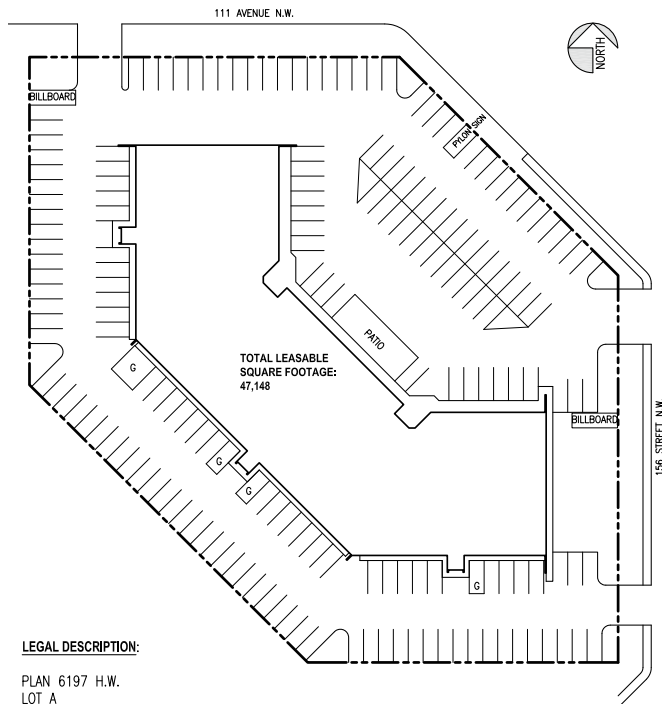 111 AVENUE N.W.
NORTH
BILLBOARD
PYLON SIGN
PATIO
TOTAL LEASABLE
SQUARE FOOTAGE:
47,148
G
G
G
BILLBOARD
156 STREET N.W.
G
LEGAL DESCRIPTION:
PLAN 6197 H.W.
LOT A